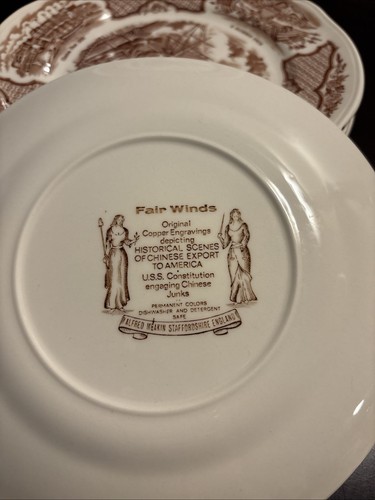 Fair Winds
Original
Copper Engravings
depicting
HISTORICAL SCENES
OF CHINESE EXPORT
TO AMERICA
U.S.S. Constitution
engaging Chinese
Junks
PERMANENT COLORS
DISHWASHER AND DETERGENT
SAFE
ALFRED MEAKIN STAFFORDSHIRE ENGLAND